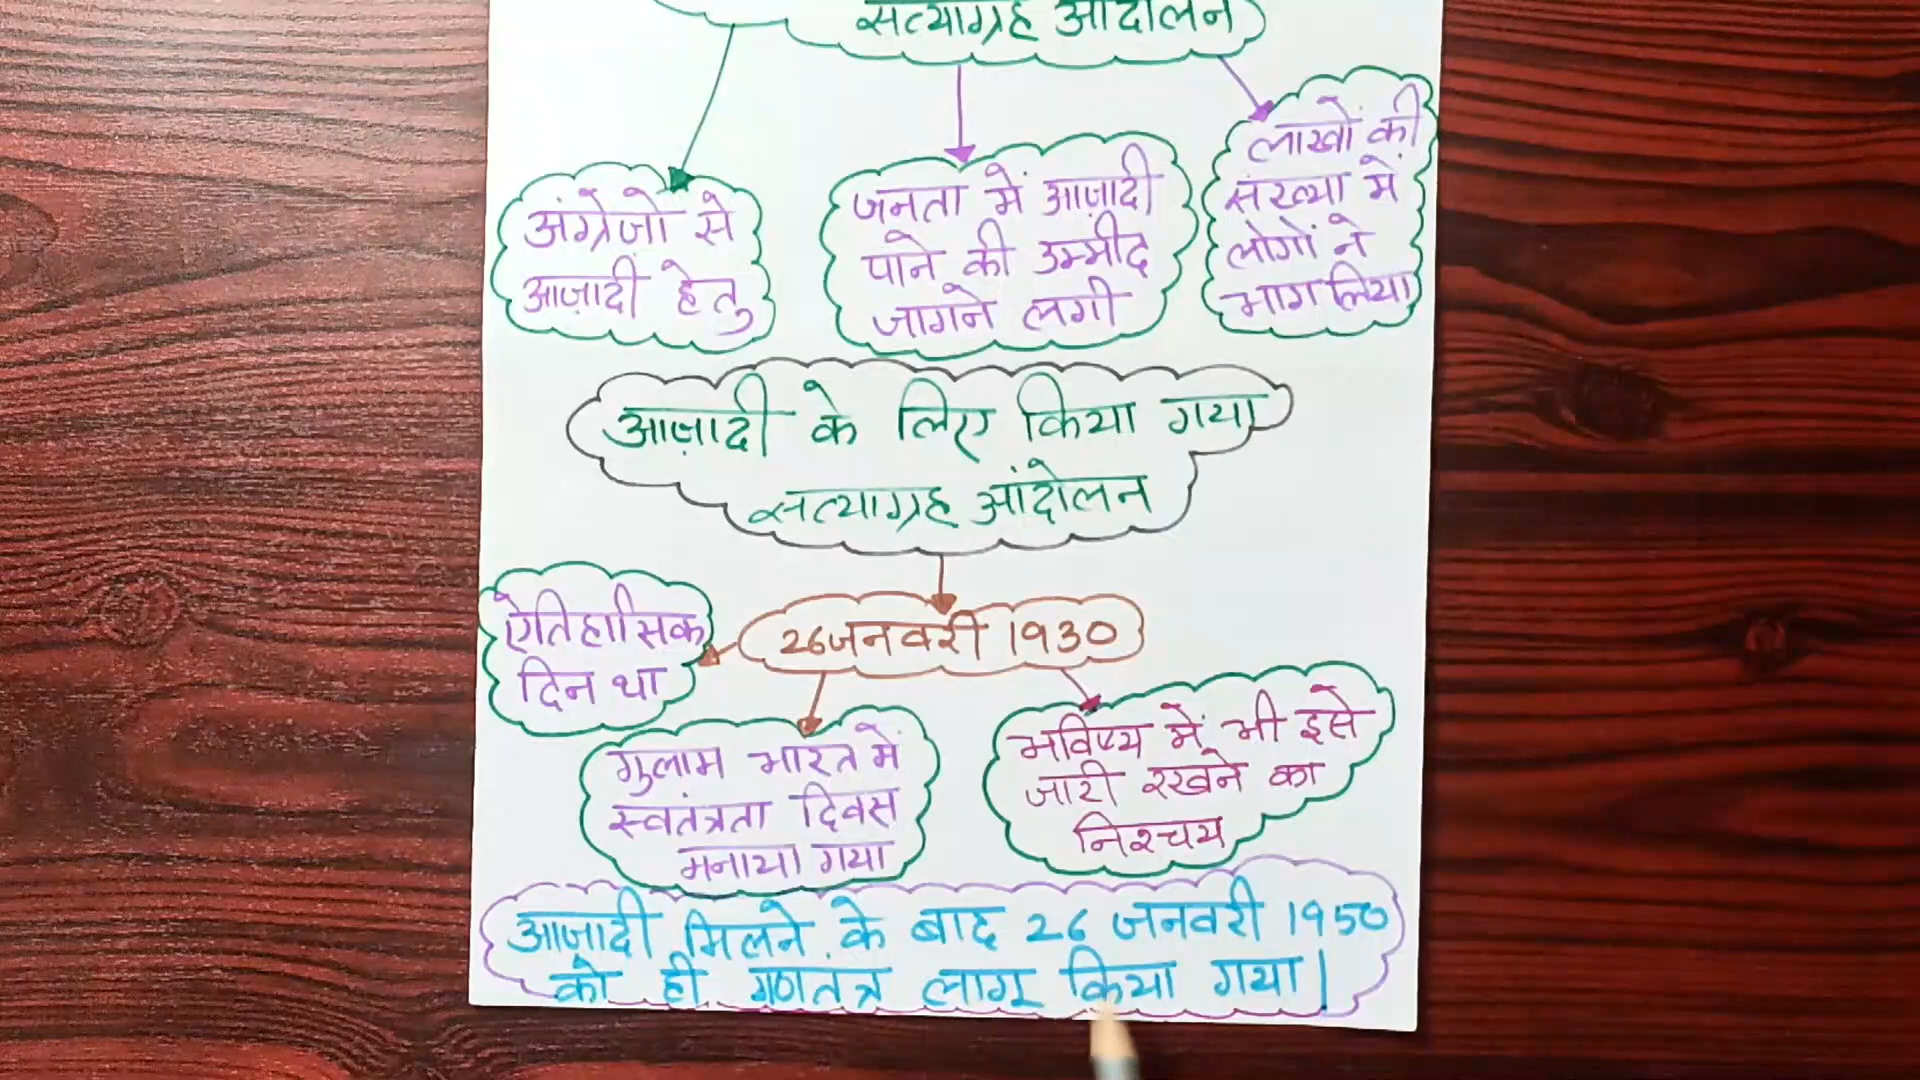 सत्याग्रह आंदोलन
अंग्रेजों से
आज़ादी हेतु
जनता में आज़ादी
पाने की उम्मीद
जागने लगी
लाखों की
संख्या में
लोगों ने
भाग लिया
आज़ादी के लिए किया गया
सत्याग्रह आंदोलन
26 जनवरी 1930
ऐतिहासिक
दिन था
गुलाम भारत में
स्वतंत्रता दिवस
मनाया गया
भविष्य में भी इसे
जारी रखने का
निश्चय
आज़ादी मिलने के बाद 26 जनवरी 1950
को ही गणतंत्र लागू किया गया।